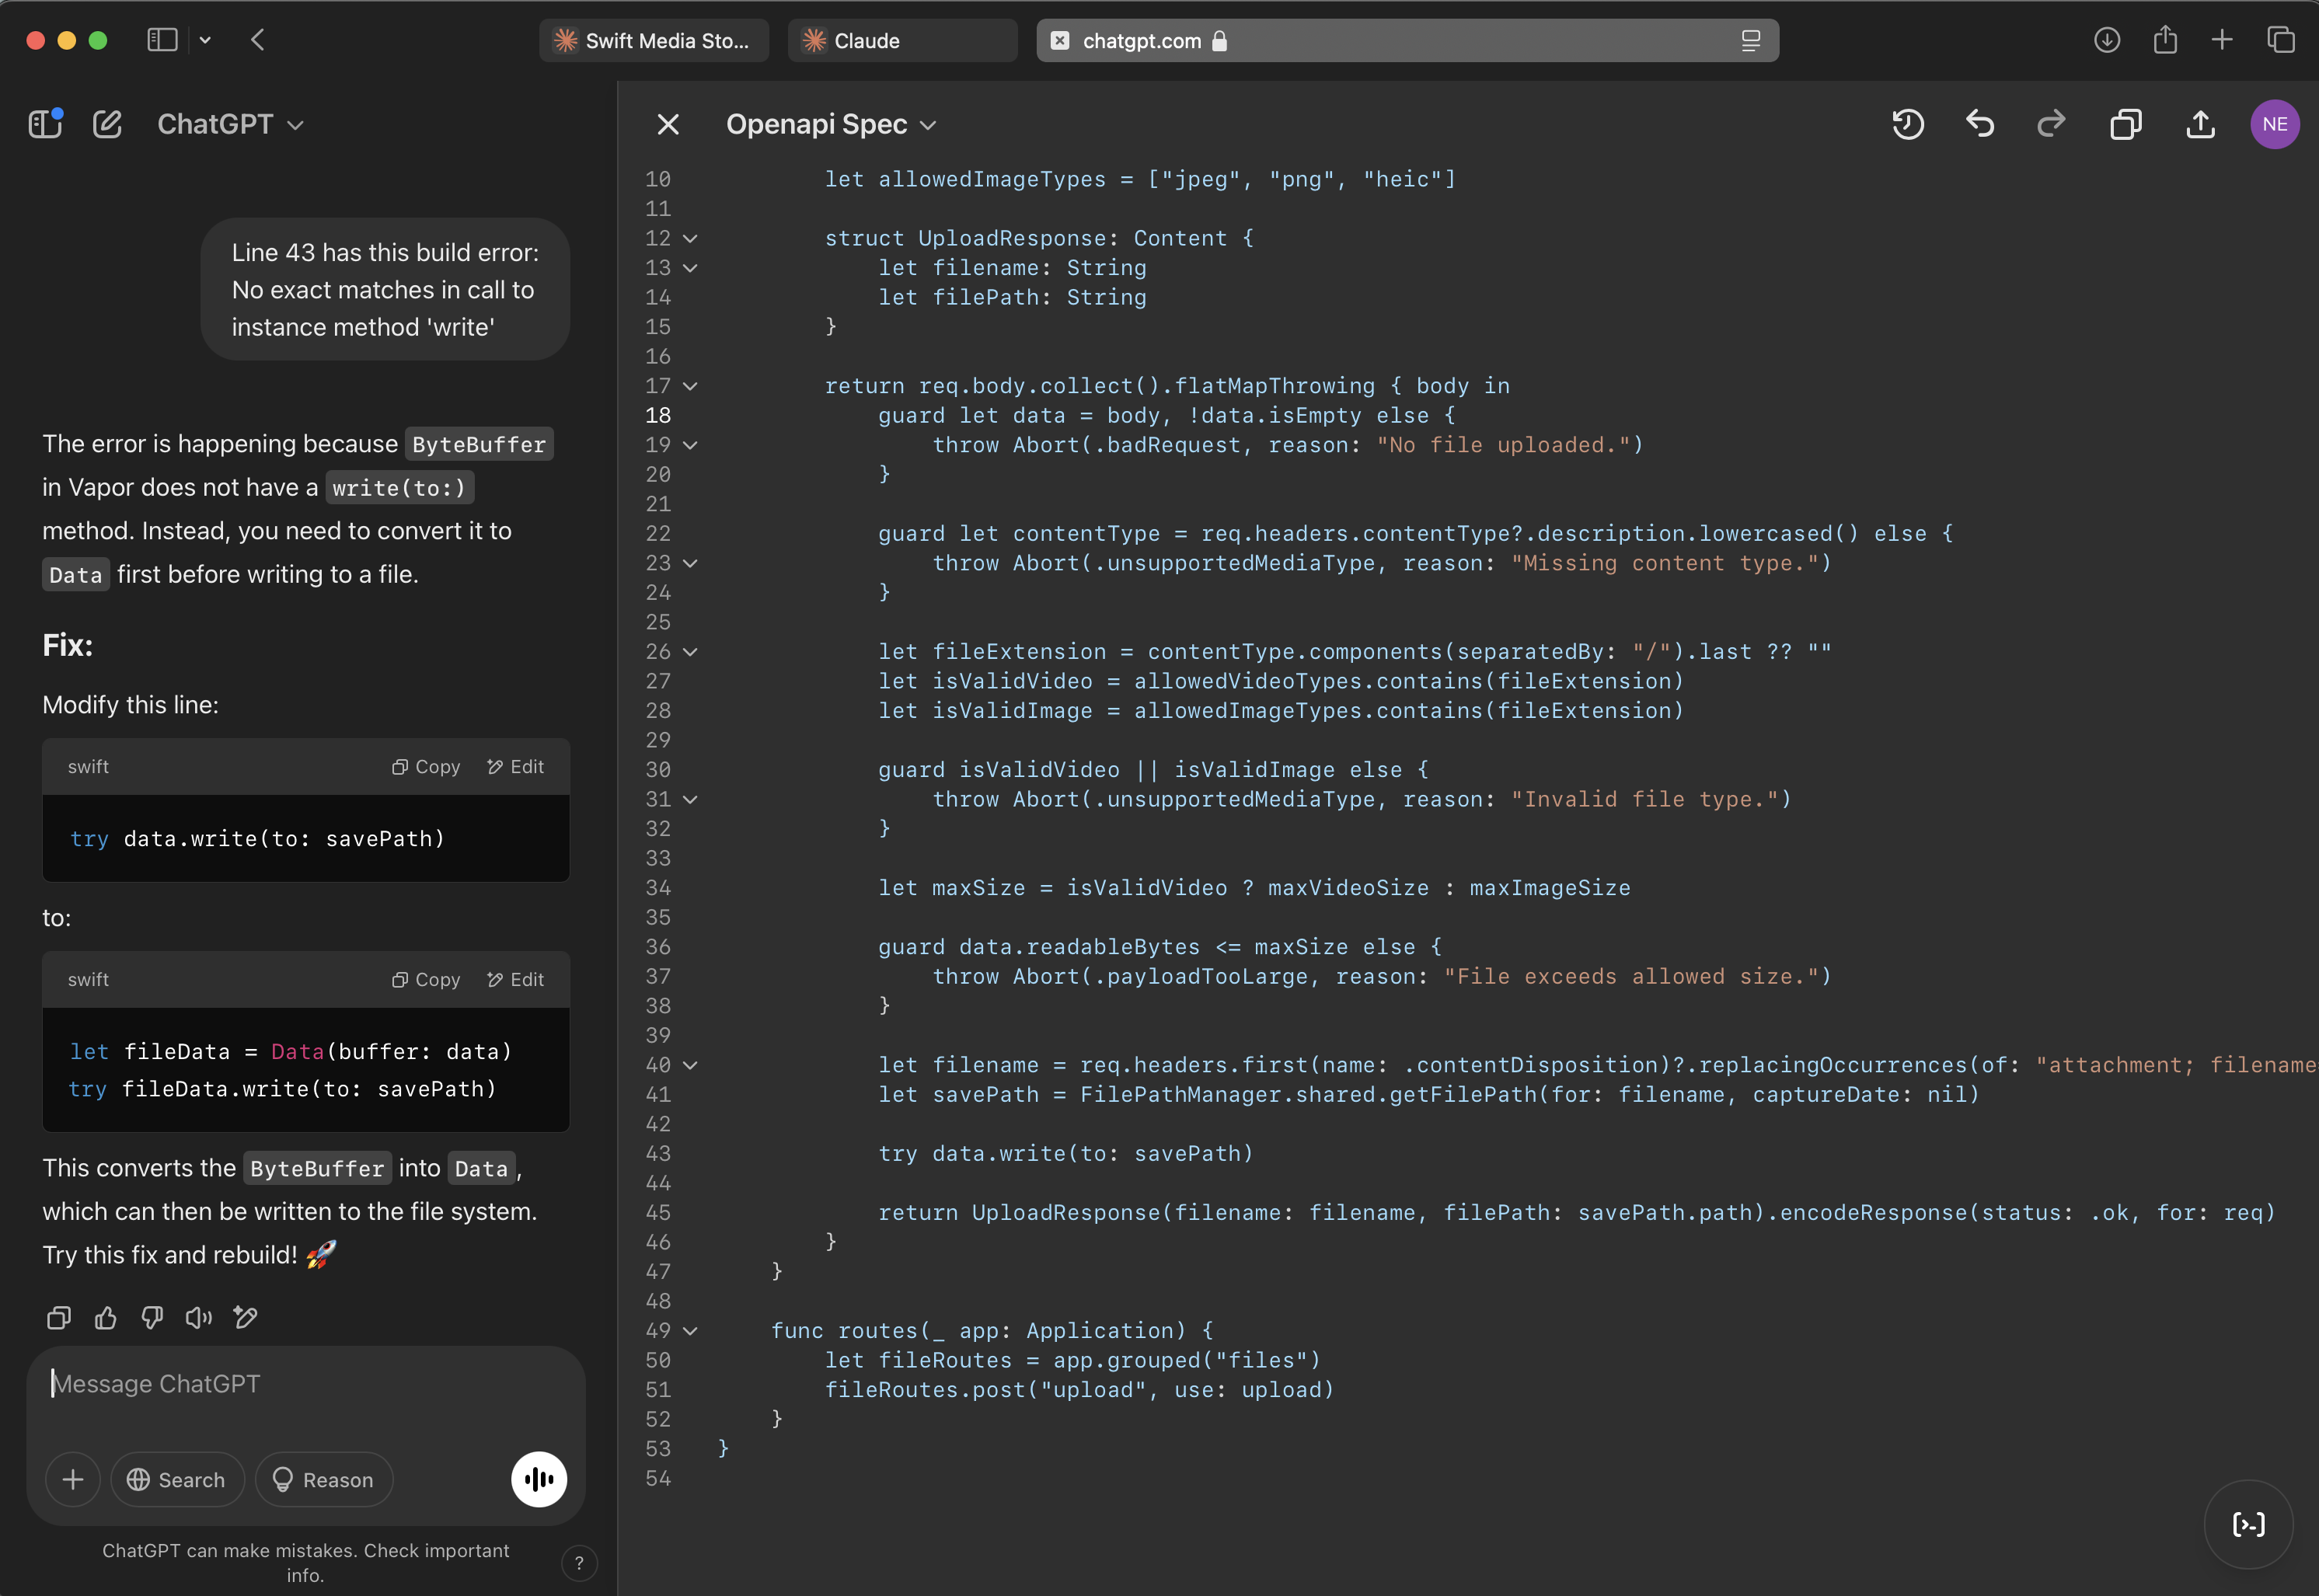 Swift Media Sto...
Claude
chatgpt.com
ChatGPT
Line 43 has this build error:
No exact matches in call to
instance method 'write'
The error is happening because ByteBuffer
in Vapor does not have a write(to:)
method. Instead, you need to convert it to
Data first before writing to a file.
Fix:
Modify this line:
swift Copy Edit
try data.write(to: savePath)
to:
swift Copy Edit
let fileData = Data(buffer: data)
try fileData.write(to: savePath)
This converts the ByteBuffer into Data,
which can then be written to the file system.
Try this fix and rebuild! 🚀
Message ChatGPT
Search
Reason
ChatGPT can make mistakes. Check important
info.
?
Openapi Spec
NE
10 let allowedImageTypes = ["jpeg", "png", "heic"]
11
12 struct UploadResponse: Content {
13 let filename: String
14 let filePath: String
15 }
16
17 return req.body.collect().flatMapThrowing { body in
18 guard let data = body, !data.isEmpty else {
19 throw Abort(.badRequest, reason: "No file uploaded.")
20 }
21
22 guard let contentType = req.headers.contentType?.description.lowercased() else {
23 throw Abort(.unsupportedMediaType, reason: "Missing content type.")
24 }
25
26 let fileExtension = contentType.components(separatedBy: "/").last ?? ""
27 let isValidVideo = allowedVideoTypes.contains(fileExtension)
28 let isValidImage = allowedImageTypes.contains(fileExtension)
29
30 guard isValidVideo || isValidImage else {
31 throw Abort(.unsupportedMediaType, reason: "Invalid file type.")
32 }
33
34 let maxSize = isValidVideo ? maxVideoSize : maxImageSize
35
36 guard data.readableBytes <= maxSize else {
37 throw Abort(.payloadTooLarge, reason: "File exceeds allowed size.")
38 }
39
40 let filename = req.headers.first(name: .contentDisposition)?.replacingOccurrences(of: "attachment; filename
41 let savePath = FilePathManager.shared.getFilePath(for: filename, captureDate: nil)
42
43 try data.write(to: savePath)
44
45 return UploadResponse(filename: filename, filePath: savePath.path).encodeResponse(status: .ok, for: req)
46 }
47 }
48
49 func routes(_ app: Application) {
50 let fileRoutes = app.grouped("files")
51 fileRoutes.post("upload", use: upload)
52 }
53 }
54